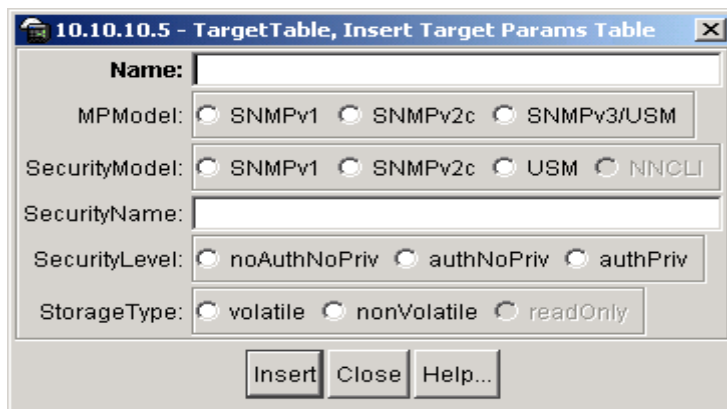 10.10.10.5 - TargetTable, Insert Target Params Table
Name:
MPModel: SNMPv1 SNMPv2c SNMPv3/USM
SecurityModel: SNMPv1 SNMPv2c USM NNCLI
SecurityName:
SecurityLevel: noAuthNoPriv authNoPriv authPriv
StorageType: volatile nonVolatile readOnly
Insert Close Help...